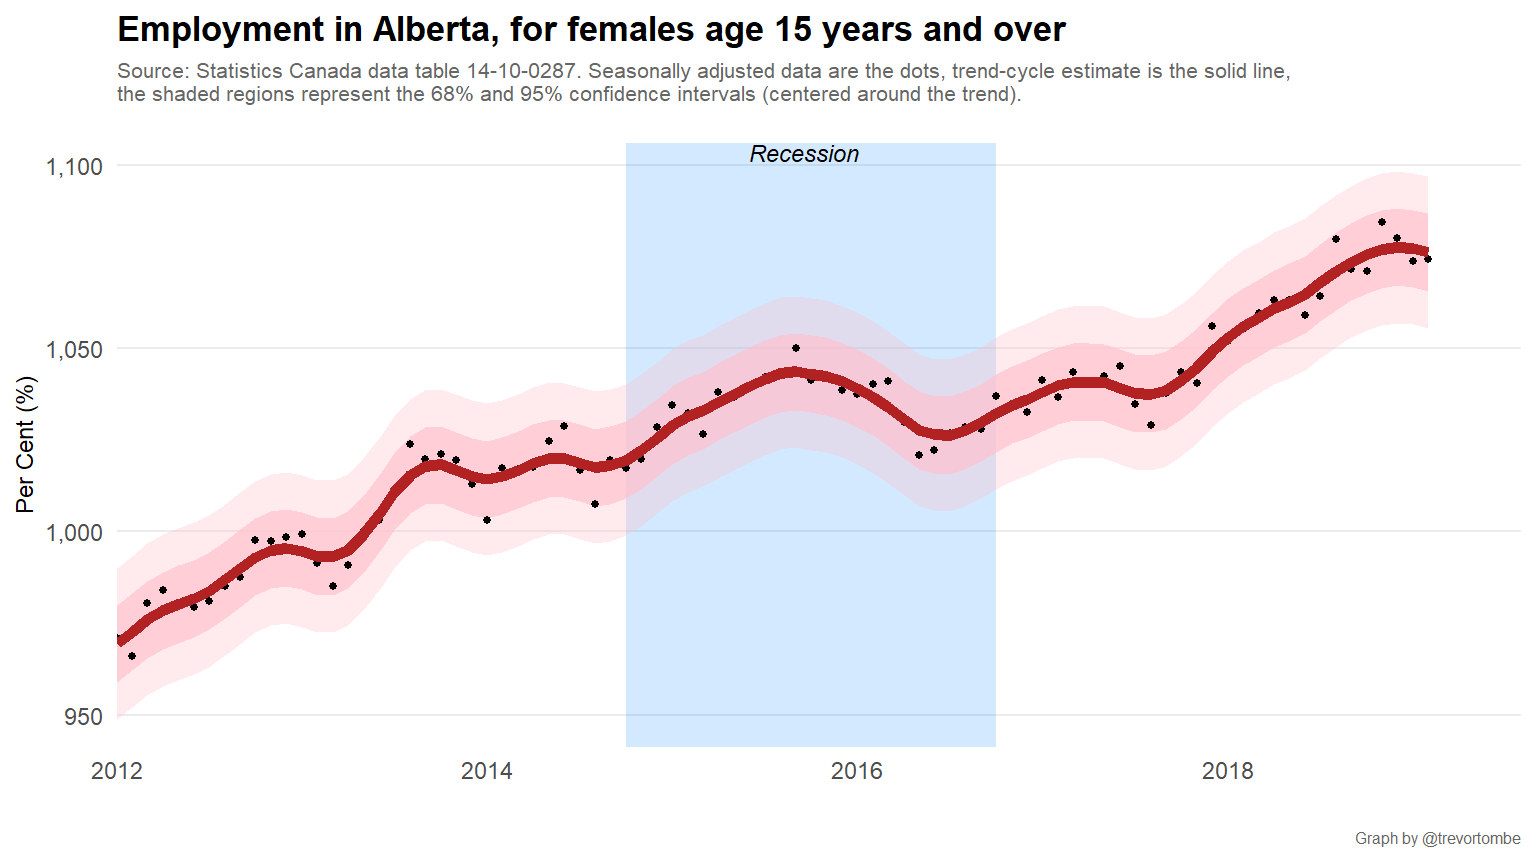 Employment in Alberta, for females age 15 years and over
Source: Statistics Canada data table 14-10-0287. Seasonally adjusted data are the dots, trend-cycle estimate is the solid line,
the shaded regions represent the 68% and 95% confidence intervals (centered around the trend).
Recession
1,100
1,050
Per Cent (%)
1,000
950
2012 2014 2016 2018
Graph by @trevortombe